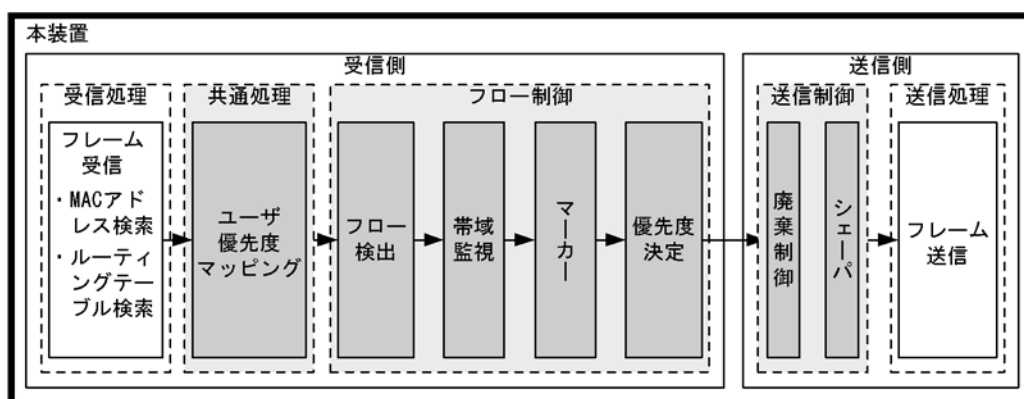 本装置
受信側
送信側
受信処理
共通処理
フロー制御
送信制御
送信処理
フレーム
受信
・MACアド
レス検索
・ルーティ
ングテー
ブル検索
ユーザ
優先度
マッピング
フロー
検出
帯域
監視
マーカー
優先度
決定
廃棄制御
シェーパ
フレーム
送信